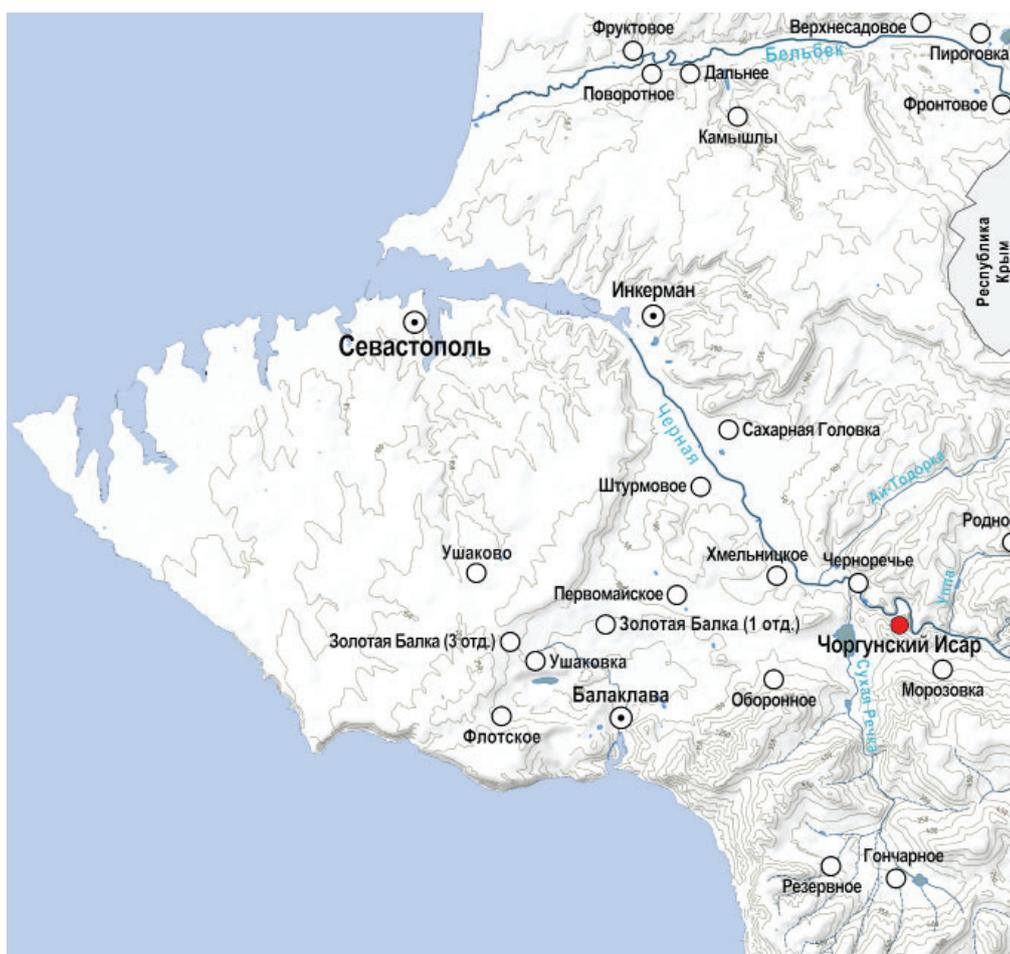 Фруктовое
Верхнесадовое
Бельбек
Пироговка
Дальнее
Поворотное
Фронтовое
Камышлы
Республика
Крым
Инкерман
Севастополь
Черная
Сахарная Головка
Ай-Тодорка
Штурмовое
Родно
Ушаково
Хмельницкое
Черноречье
Уппа
Первомайское
Золотая Балка (1 отд.)
Золотая Балка (3 отд.)
Чоргунский Исар
Ушаковка
Сухая Речка
Балаклава
Оборонное
Морозовка
Флотское
Гончарное
Резервное